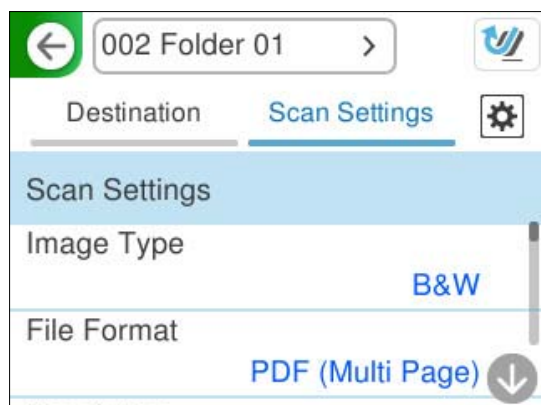 002 Folder 01
Destination
Scan Settings
Scan Settings
Image Type
B&W
File Format
PDF (Multi Page)